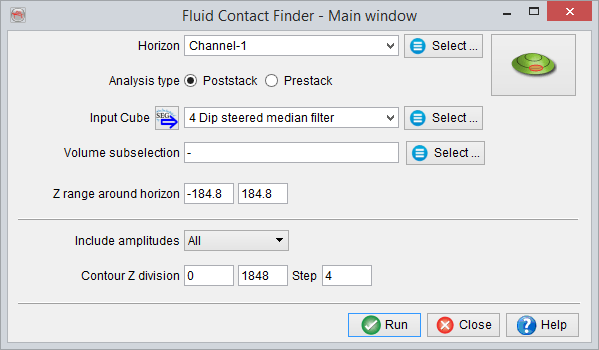 Fluid Contact Finder - Main window
Horizon Channel-1 Select ...
Analysis type Poststack Prestack
Input Cube SEG 4 Dip steered median filter Select ...
Volume subselection - Select ...
Z range around horizon -184.8 184.8
Include amplitudes All
Contour Z division 0 1848 Step 4
Run Close Help